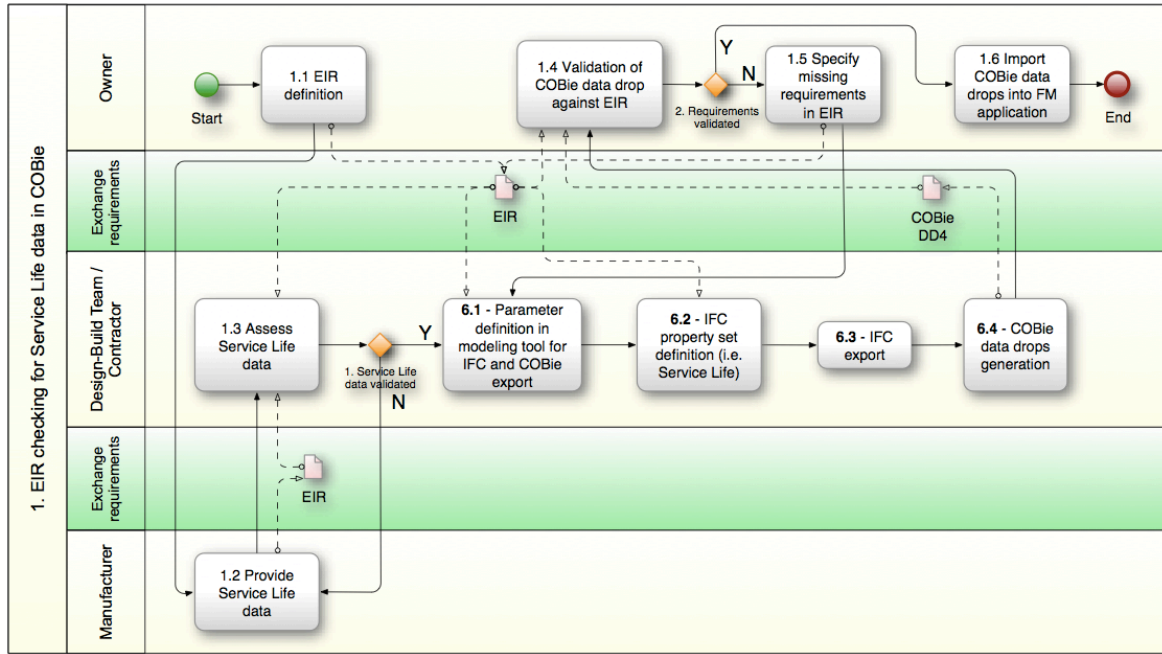 1. EIR checking for Service Life data in COBie
Owner
Start
1.1 EIR
definition
1.4 Validation of
COBie data drop
against EIR
Y
N
2. Requirements
validated
1.5 Specify
missing
requirements
in EIR
1.6 Import
COBie data
drops into FM
application
End
Exchange
requirements
EIR
COBie
DD4
Design-Build Team /
Contractor
1.3 Assess
Service Life
data
1. Service Life
data validated
Y
N
6.1 - Parameter
definition in
modeling tool for
IFC and COBie
export
6.2 - IFC
property set
definition (i.e.
Service Life)
6.3 - IFC
export
6.4 - COBie
data drops
generation
Exchange
requirements
EIR
Manufacturer
1.2 Provide
Service Life
data